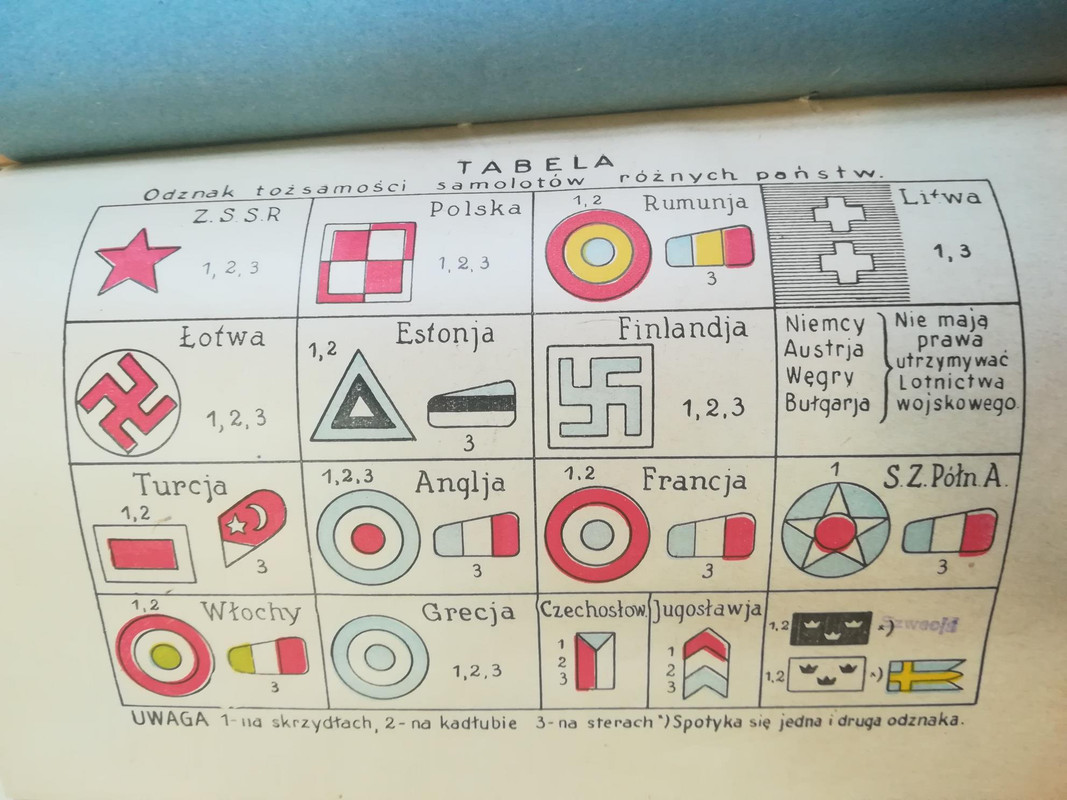 TABELA
Odznak tożsamości samolotów różnych państw.
Z.S.S.R
1, 2, 3
Polska
1, 2, 3
1, 2
Rumunja
3
Litwa
1, 3
Łotwa
1, 2, 3
Estonja
1,2
3
Finlandja
1, 2, 3
Niemcy
Austrja
Węgry
Bułgarja
Nie mają
prawa
utrzymywać
Lotnictwa
wojskowego.
Turcja
1,2
3
1,2,3
Anglja
3
1.2
Francja
3
1
S.Z.Półn.A.
3
1,2
Włochy
3
Grecja
1,2,3
Czechosłow.
1
2
3
Jugosławja
1
2
3
1,2
*)
Szwecja
1,2
*)
UWAGA 1-na skrzydłach, 2-na kadłubie 3-na sterach *) Spotyka się jedna i druga odznaka.